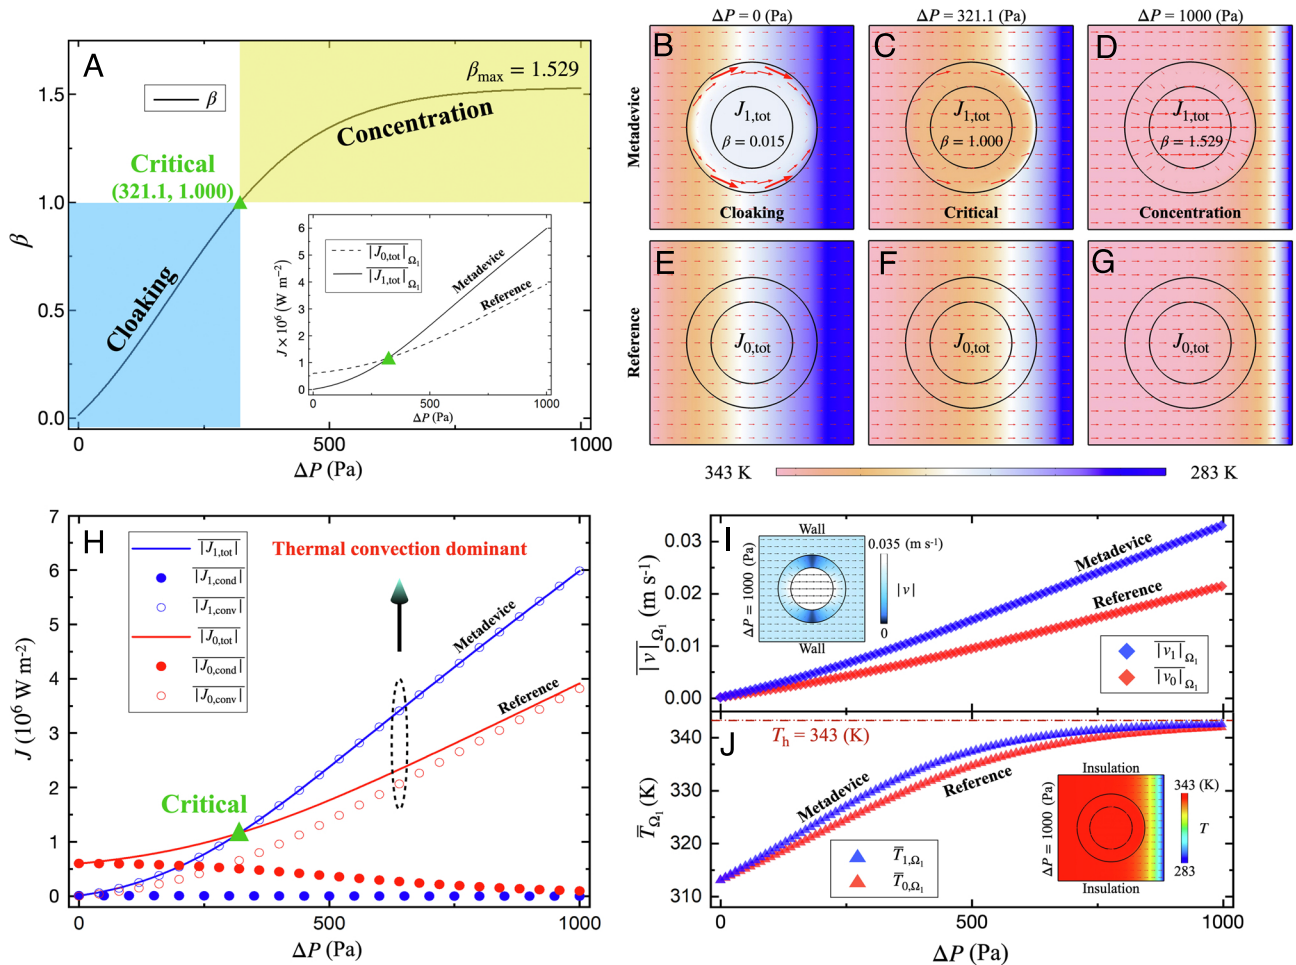 A
β
βmax = 1.529
Concentration
Critical
(321.1, 1.000)
Cloaking
β
1.5
1.0
0.5
0.0
0
500
1000
ΔP (Pa)
|J0,tot|Ω1
|J1,tot|Ω1
Metadevice
Reference
J × 10⁶ (W m⁻²)
6
5
4
3
2
1
0
0
500
1000
ΔP (Pa)
ΔP = 0 (Pa)
ΔP = 321.1 (Pa)
ΔP = 1000 (Pa)
Metadevice
B
J1,tot
β = 0.015
Cloaking
C
J1,tot
β = 1.000
Critical
D
J1,tot
β = 1.529
Concentration
Reference
E
J0,tot
F
J0,tot
G
J0,tot
343 K
283 K
H
|J1,tot|
|J1,cond|
|J1,conv|
|J0,tot|
|J0,cond|
|J0,conv|
Thermal convection dominant
Metadevice
Reference
Critical
J (10⁶ W m⁻²)
7
6
5
4
3
2
1
0
0
500
1000
ΔP (Pa)
I
Wall
ΔP = 1000 (Pa)
Wall
0.035 (m s⁻¹)
|v|
0
Metadevice
Reference
|v1|Ω1
|v0|Ω1
|v|Ω1 (m s⁻¹)
0.03
0.02
0.01
0.00
J
Th = 343 (K)
Metadevice
Reference
T1,Ω1
T0,Ω1
Insulation
ΔP = 1000 (Pa)
Insulation
343 (K)
T
283
TΩ1 (K)
340
330
320
310
0
500
1000
ΔP (Pa)